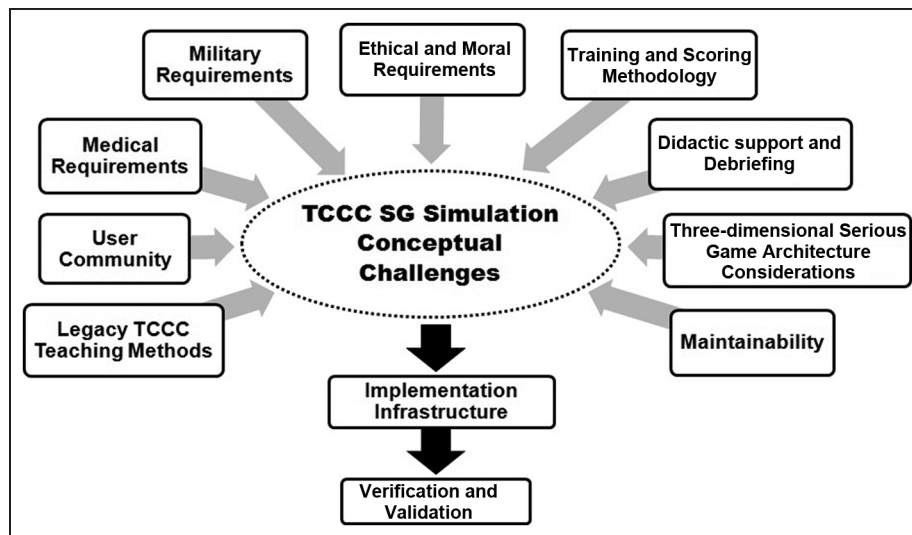 Military
Requirements
Ethical and Moral
Requirements
Training and Scoring
Methodology
Medical
Requirements
Didactic support and
Debriefing
User
Community
TCCC SG Simulation
Conceptual
Challenges
Three-dimensional Serious
Game Architecture
Considerations
Legacy TCCC
Teaching Methods
Maintainability
Implementation
Infrastructure
Verification and
Validation